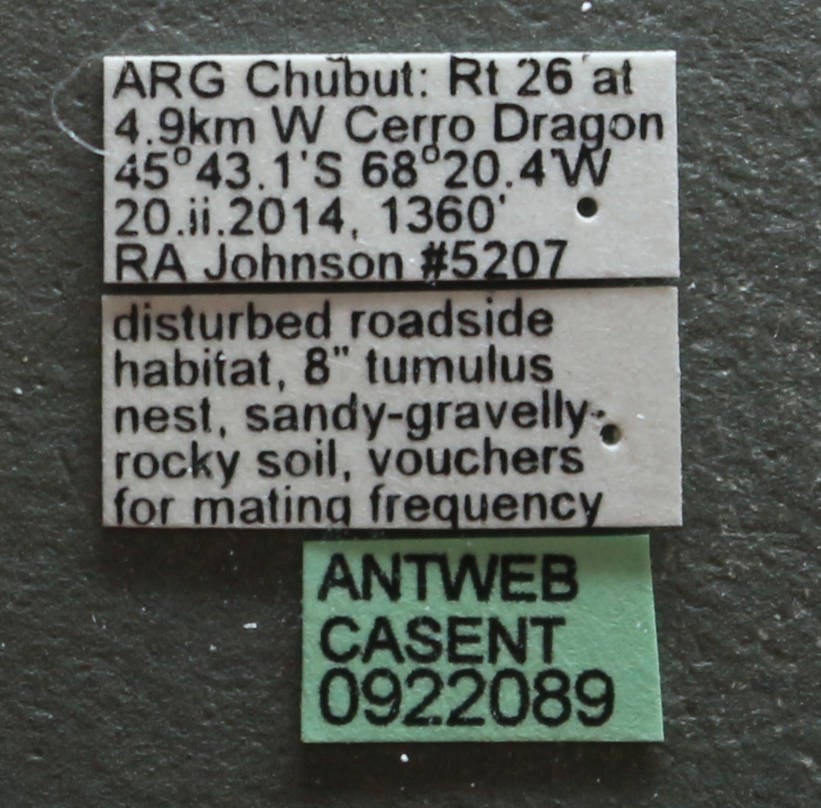 ARG Chubut: Rt 26 at
4.9km W Cerro Dragon
45°43.1'S 68°20.4'W
20.ii.2014, 1360'
RA Johnson #5207
disturbed roadside
habitat, 8" tumulus
nest, sandy-gravelly-
rocky soil, vouchers
for mating frequency
ANTWEB
CASENT
0922089